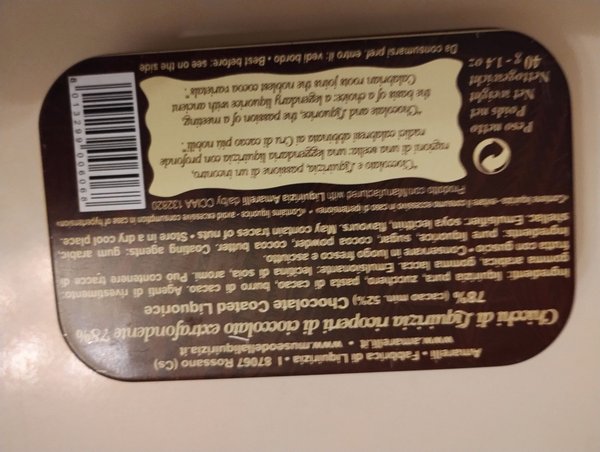 Amarelli - Fabbrica di Liquirizia • I 87067 Rossano (Cs)
www.amarelli.it • www.museodellaliquirizia.it
Chicchi di Liquirizia ricoperti di cioccolato extrafondente 78%
78% (cacao min. 52%) Chocolate Coated Liquorice
Ingredienti: liquirizia pura, zucchero, pasta di cacao, burro di cacao. Agenti di rivestimento:
gomma arabica, gomma lacca. Emulsionante: lecitina di soia, aromi. Può contenere tracce di
frutta con guscio. • Conservare in luogo fresco e asciutto.
Ingredients: pure liquorice, sugar, cocoa powder, cocoa butter. Coating agents: gum arabic,
shellac. Emulsifier: soya lecithin, flavours. May contain traces of nuts • Store in a dry cool place.
Contiene liquirizia -evitare il consumo eccessivo in caso di ipertensione• • «Contains liquorice - avoid excessive consumption in case of hypertension»
Prodotto con/Manufactured with Liquirizia Amarelli da/by CCIAA 132820
"Cioccolato e Liquirizia, passione di un incontro,
ragioni di una scelta: una leggendaria liquirizia con profonde
radici calabresi abbinata ai Cru di cacao più nobili".
"Chocolate and Liquorice, the passion of a meeting,
the basis of a choice: a legendary liquorice with ancient
Calabrian roots joins the noblest cocoa varietals".
Peso netto
Poids net
Net weight
Nettogewicht
40 g - 1.4 oz
Da consumarsi pref. entro il: vedi bordo • Best before: see on the side
8 013299 006068